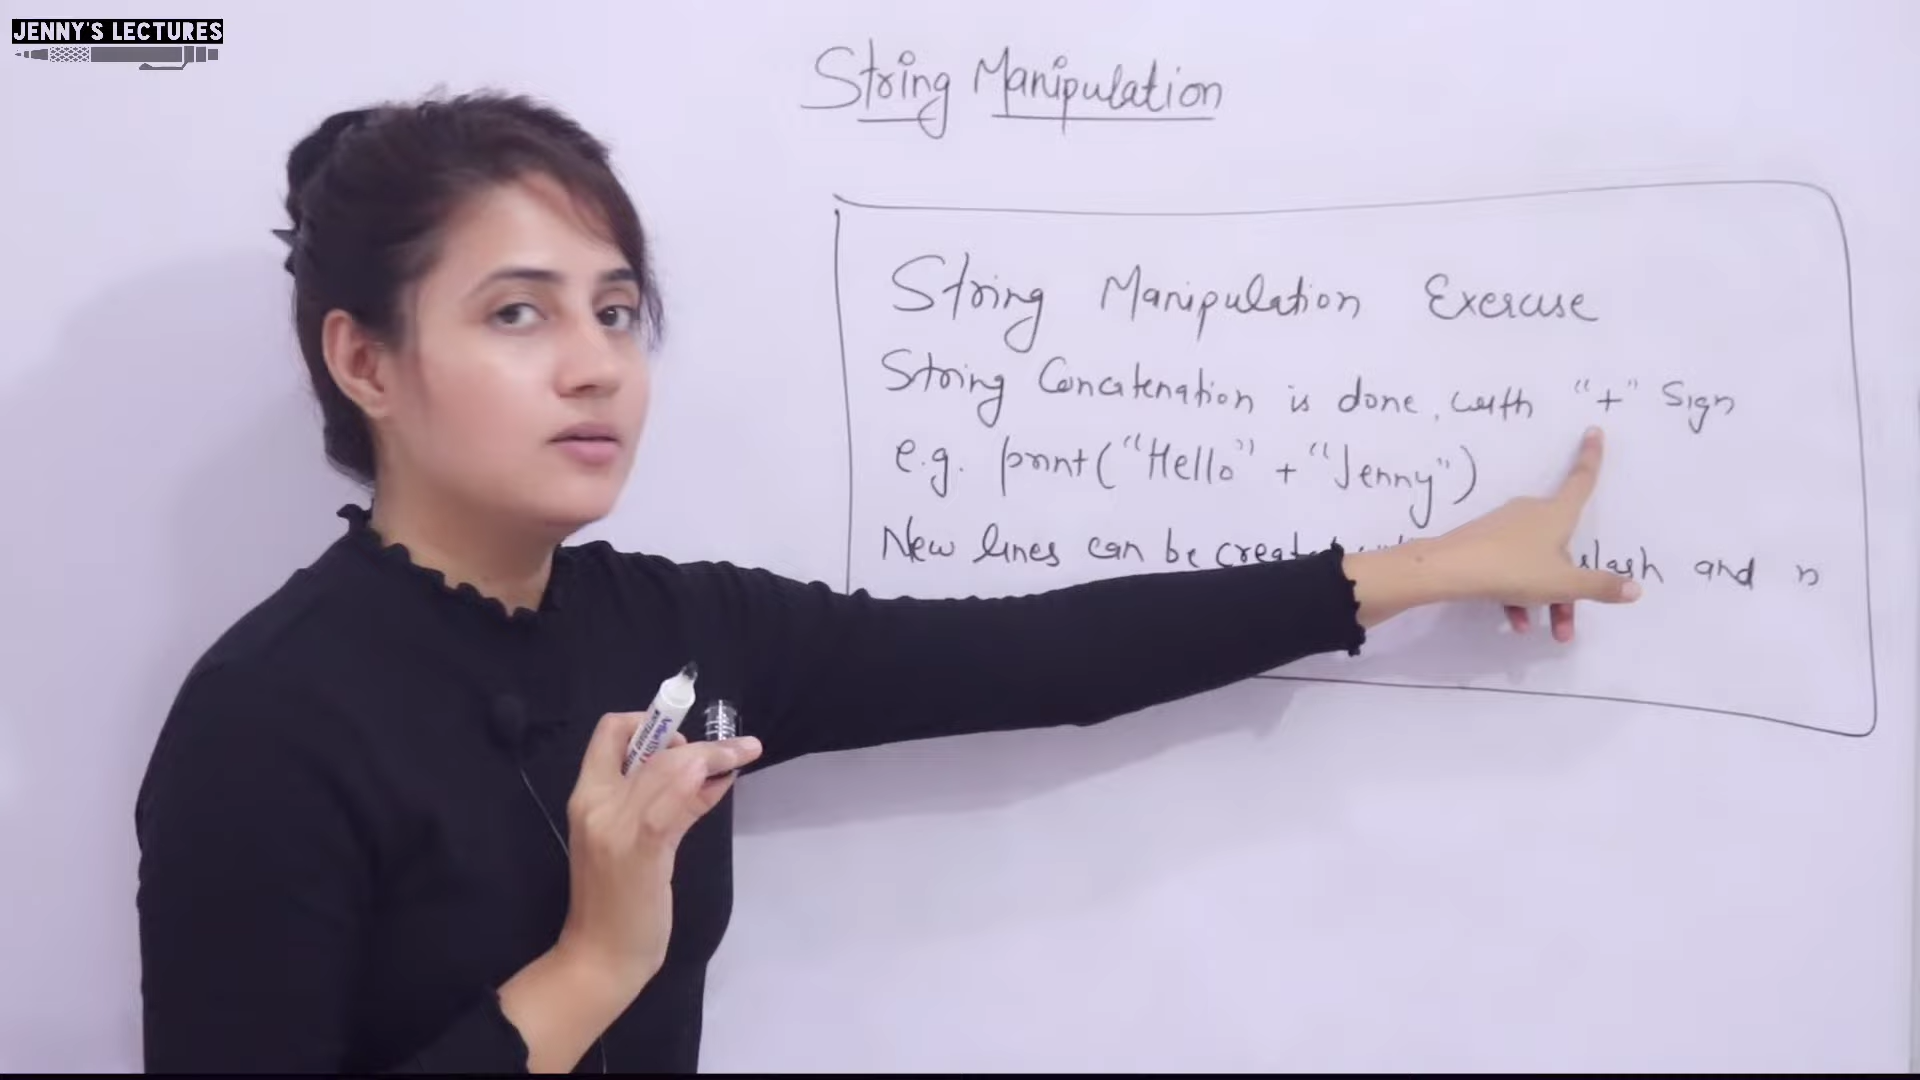 JENNY'S LECTURES
String Manipulation
String Manipulation Exercise
String Concatenation is done with "+" Sign
e.g. print("Hello" + "Jenny")
New lines can be slash and n